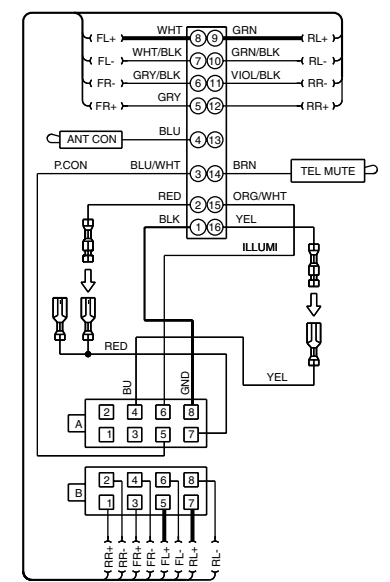 FL+ WHT 8 9 GRN RL+
FL- WHT/BLK 7 10 GRN/BLK RL-
FR- GRY/BLK 6 11 VIOL/BLK RR-
FR+ GRY 5 12 RR+
ANT CON BLU 4 13
P.CON BLU/WHT 3 14 BRN TEL MUTE
RED 2 15 ORG/WHT
BLK 1 16 YEL
ILLUMI
RED
BU GND YEL
A
2 4 6 8
1 3 5 7
B
2 4 6 8
1 3 5 7
RR+ RR- FR+ FR- FL+ FL- RL+ RL-